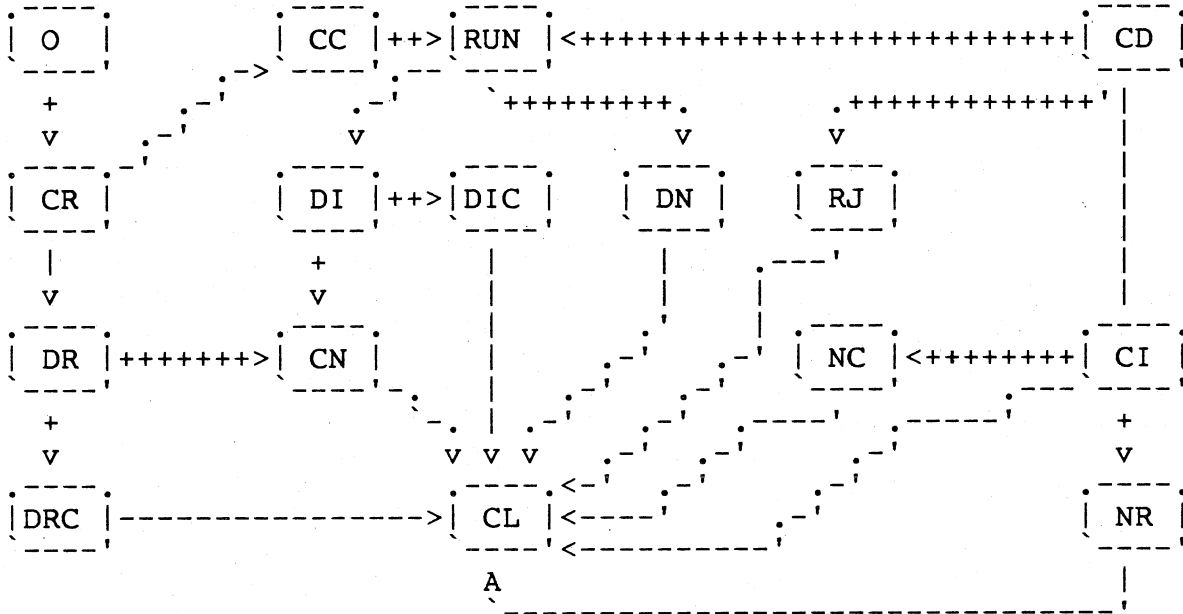 O CC ++> RUN <++++++++++++++++++++++++++ CD
+
v v v v
CR DI ++> DIC DN RJ
+
v v
DR +++++++> CN NC <++++++++ CI
+ +
v v v v v
DRC ----------------> CL NR
A